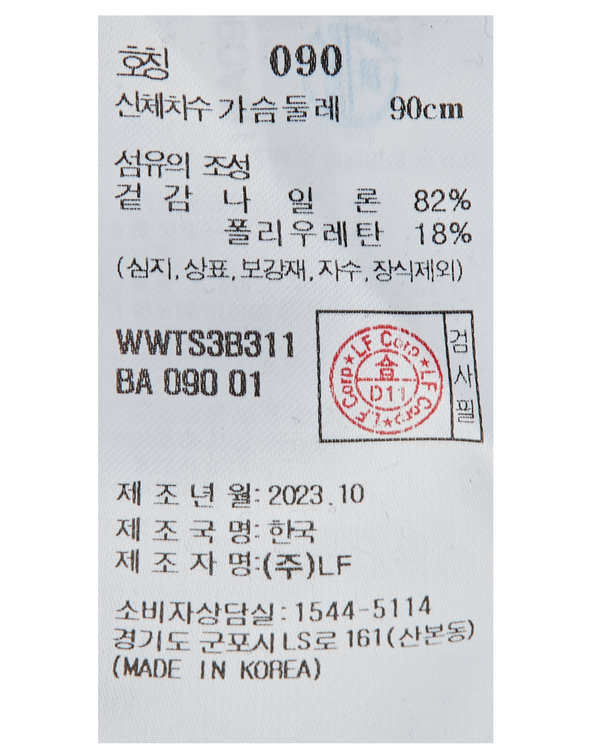 호칭 090
신체치수 가슴둘레 90cm
섬유의 조성
겉감 나일론 82%
폴리우레탄 18%
(심지,상표,보강재,자수,장식제외)
WWTS3B311
BA 090 01
LF Corp★LF Corp★LF Corp★
合
D11
검사필
제조년월: 2023.10
제조국명: 한국
제조자명:(주)LF
소비자상담실: 1544-5114
경기도 군포시 LS로 161(산본동)
(MADE IN KOREA)